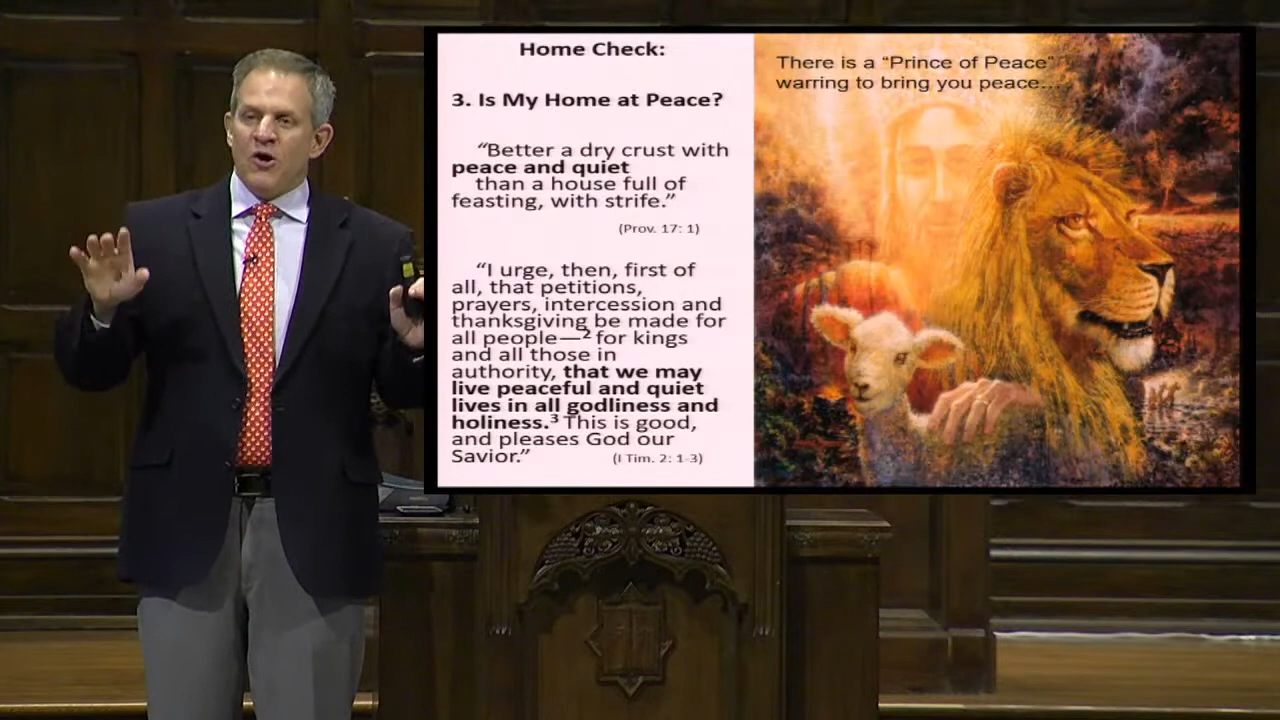 Home Check:
3. Is My Home at Peace?
“Better a dry crust with
peace and quiet
than a house full of
feasting, with strife.”
(Prov. 17: 1)
“I urge, then, first of
all, that petitions,
prayers, intercession and
thanksgiving be made for
all people—² for kings
and all those in
authority, that we may
live peaceful and quiet
lives in all godliness and
holiness.³ This is good,
and pleases God our
Savior.”
(I Tim. 2: 1-3)
There is a “Prince of Peace”
warring to bring you peace...